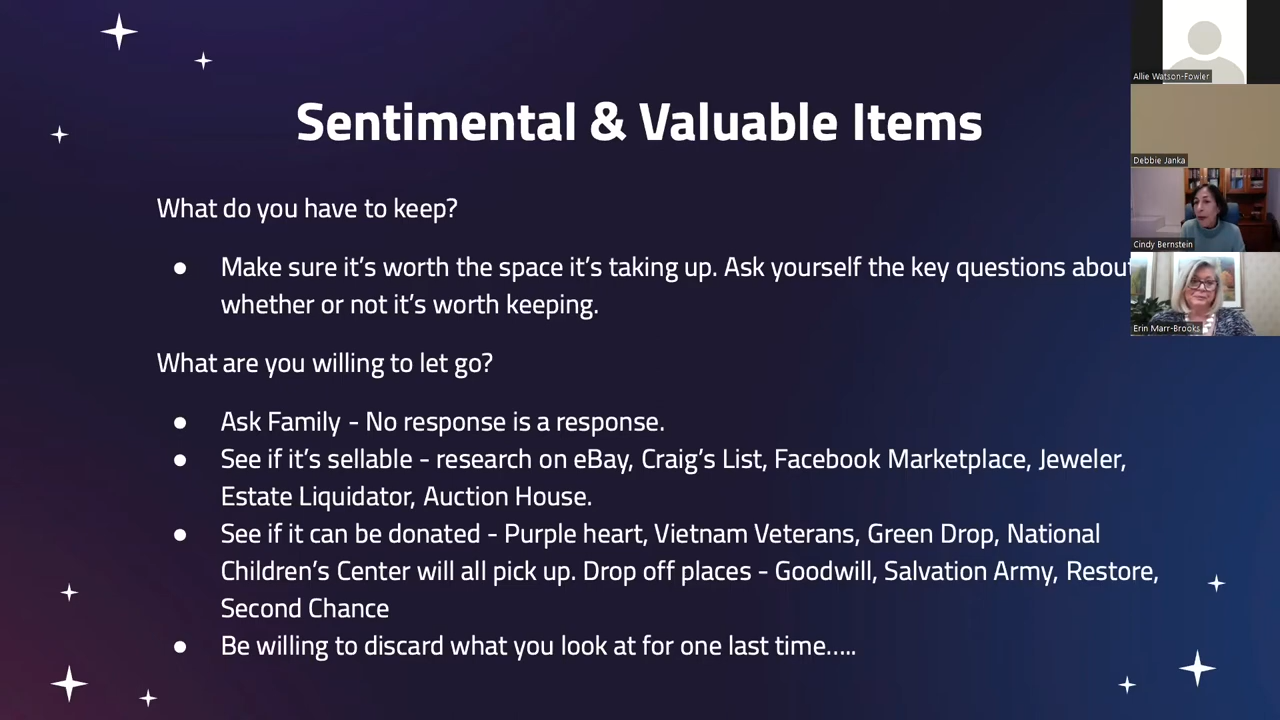 Sentimental & Valuable Items
What do you have to keep?
● Make sure it's worth the space it's taking up. Ask yourself the key questions about
whether or not it's worth keeping.
What are you willing to let go?
● Ask Family - No response is a response.
● See if it's sellable - research on eBay, Craig's List, Facebook Marketplace, Jeweler,
Estate Liquidator, Auction House.
● See if it can be donated - Purple heart, Vietnam Veterans, Green Drop, National
Children's Center will all pick up. Drop off places - Goodwill, Salvation Army, Restore,
Second Chance
● Be willing to discard what you look at for one last time.....
Allie Watson-Fowler
Debbie Janka
Cindy Bernstein
Erin Marr-Brooks